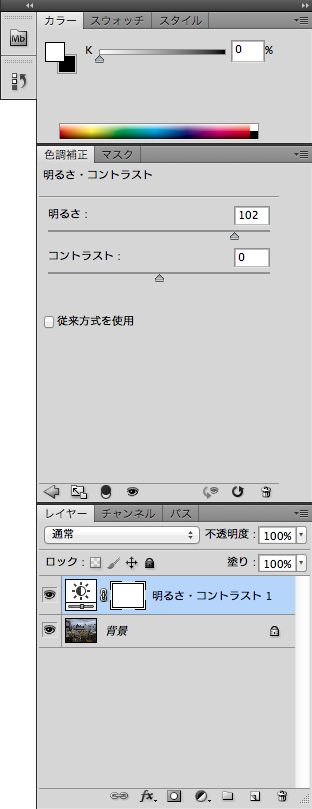 Mb
カラー スウォッチ スタイル
K 0 %
色調補正 マスク
明るさ・コントラスト
明るさ : 102
コントラスト : 0
従来方式を使用
レイヤー チャンネル パス
通常 不透明度 : 100%
ロック : 塗り : 100%
明るさ・コントラスト 1
背景
fx